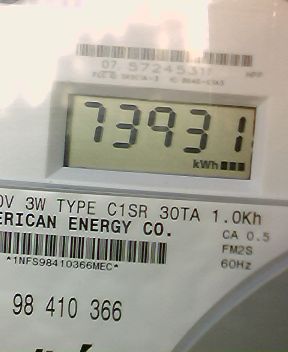 07 5724531
73931
kWh
0V 3W TYPE C1SR 30TA 1.0Kh
ERICAN ENERGY CO.
CA 0.5
FM2S
*1NFS98410366MEC*
60Hz
98 410 366